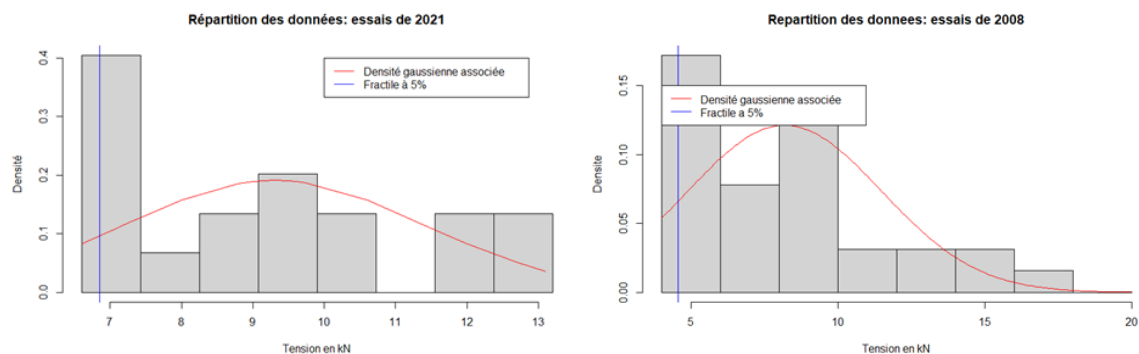 Répartition des données: essais de 2021
Densité
0.0
0.1
0.2
0.3
0.4
Densité gaussienne associée
Fractile à 5%
7
8
9
10
11
12
13
Tension en kN
Repartition des donnees: essais de 2008
Densite
0.00
0.05
0.10
0.15
Densité gaussienne associée
Fractile a 5%
5
10
15
20
Tension en kN